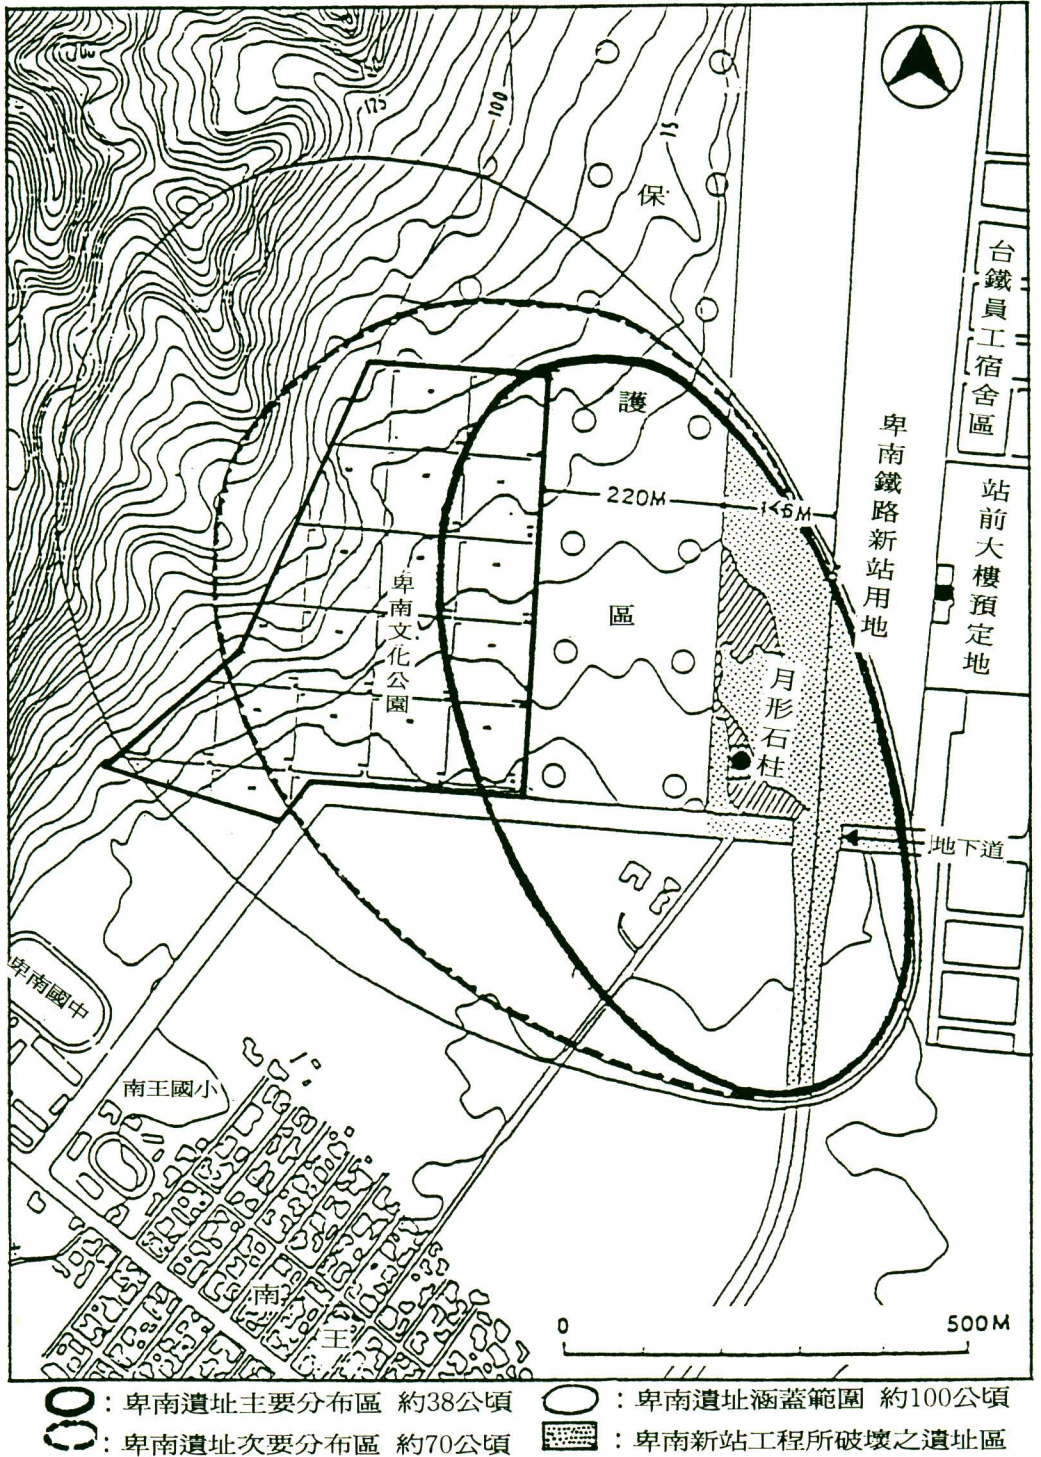 175
100
75
保
護
區
台鐵員工宿舍區
卑南鐵路新站用地
站前大樓預定地
220M
145M
卑南文化公園
月形石柱
地下道
卑南國中
南王國小
南王
0 500M
：卑南遺址主要分布區 約38公頃
：卑南遺址涵蓋範圍 約100公頃
：卑南遺址次要分布區 約70公頃
：卑南新站工程所破壞之遺址區